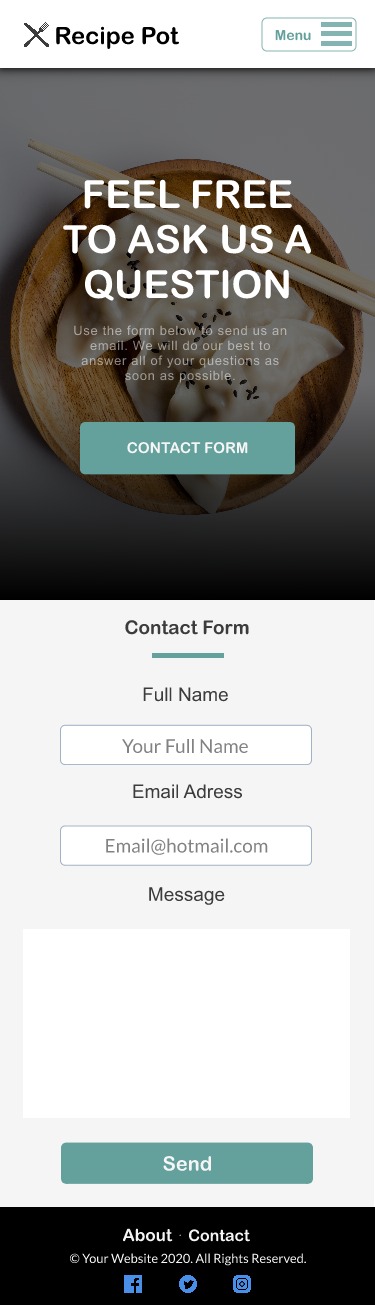 Recipe Pot
Menu
FEEL FREE
TO ASK US A
QUESTION
Use the form below to send us an
email. We will do our best to
answer all of your questions as
soon as possible.
CONTACT FORM
Contact Form
Full Name
Your Full Name
Email Adress
Email@hotmail.com
Message
Send
About · Contact
© Your Website 2020. All Rights Reserved.